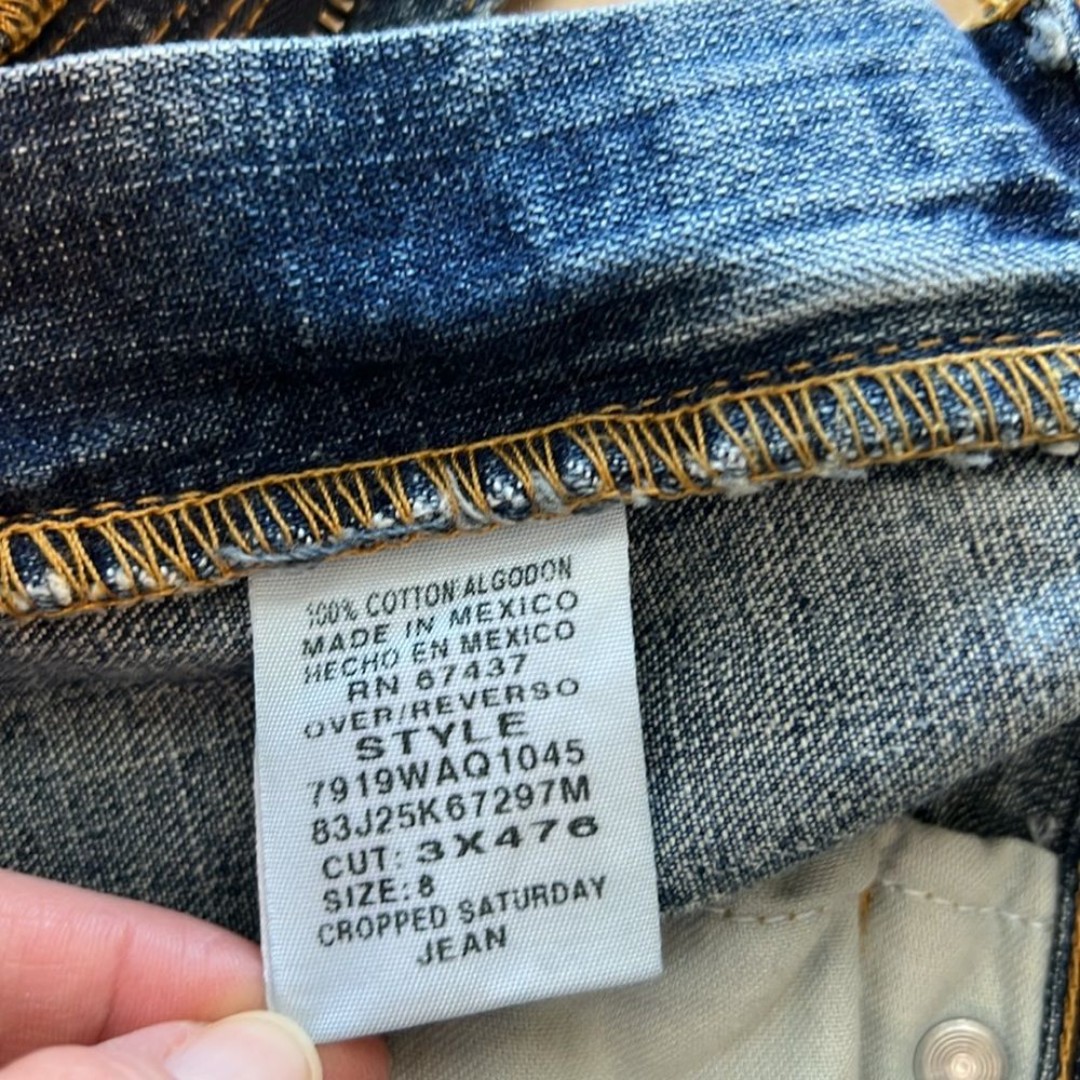 100% COTTON/ALGODON
MADE IN MEXICO
HECHO EN MEXICO
RN 67437
OVER/REVERSO
STYLE
7919WAQ1045
83J25K67297M
CUT: 3X476
SIZE: 8
CROPPED SATURDAY
JEAN